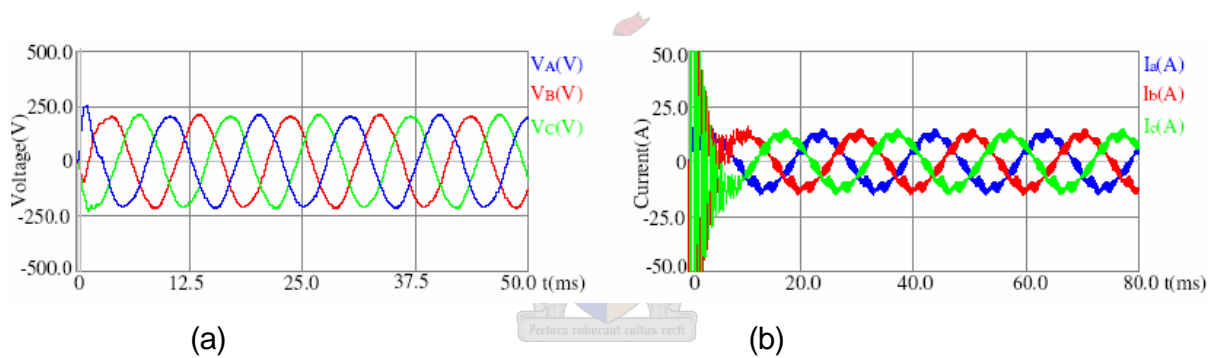 500.0
250.0
0
-250.0
-500.0
Voltage(V)
VA(V)
VB(V)
VC(V)
0
12.5
25.0
37.5
50.0 t(ms)
(a)
50.0
25.0
0
-25.0
-50.0
Current(A)
Ia(A)
Ib(A)
Ic(A)
0
20.0
40.0
60.0
80.0 t(ms)
(b)
Pectora roborant cultus recti